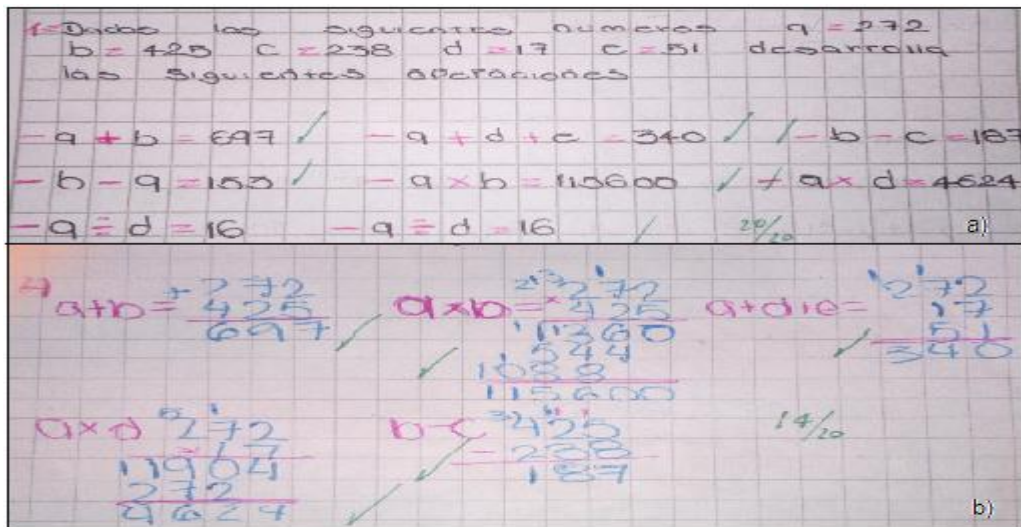 1=Dados los siguientes numeros a = 272
b = 425 c = 238 d = 17 e = 51 desarrolla
las siguientes operaciones
- a + b = 697 - a + d + e = 340 - b - c = 187
- b - a = 153 - a x b = 115600 - a x d = 4624
- a ÷ d = 16 - a ÷ d = 16 20/20 a)
a+b= + 272 a x b = x 272 a+d+e= 272
425 425 17
697 1360 51
544 340
1088
115600
a x d 272 b-c 425 14/20
17 238
1904 187
272
4624 b)